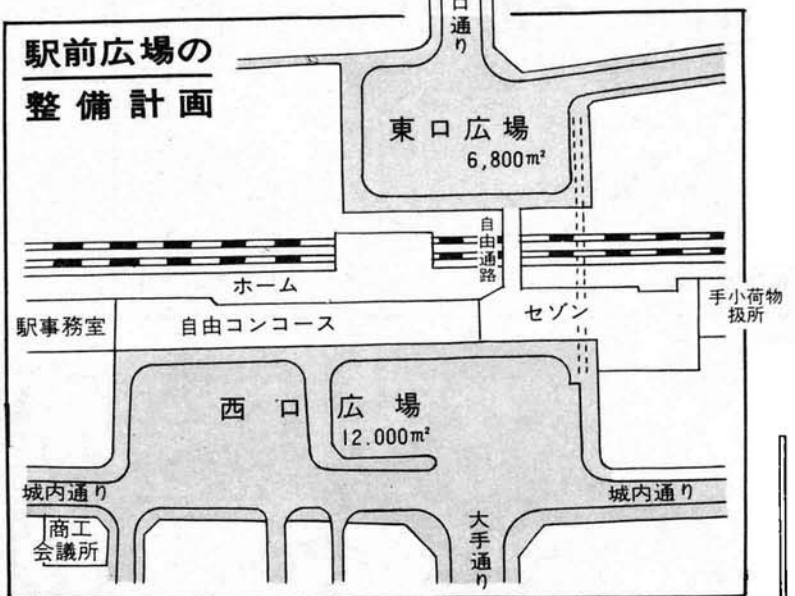 駅前広場の
整備計画
口通り
東口広場
6,800m²
自由通路
ホーム
駅事務室
自由コンコース
セゾン
手小荷物
扱所
西口広場
12.000m²
城内通り
城内通り
商工
会議所
大手通り